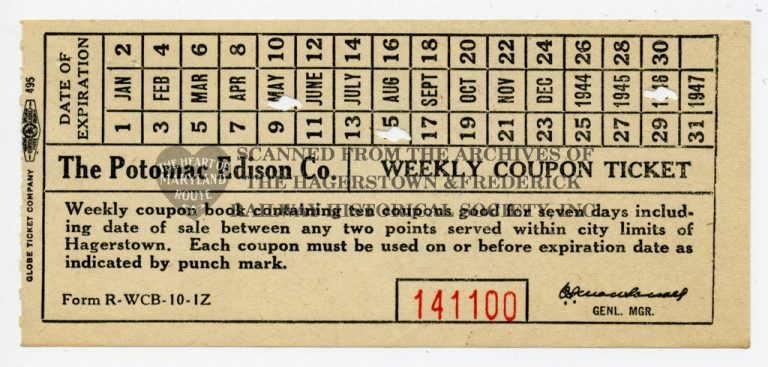 DATE OF EXPIRATION
2 4 6 8 10 12 14 16 18 20 22 24 26 28 30
JAN FEB MAR APR MAY JUNE JULY AUG SEPT OCT NOV DEC 1944 1945 1947
1 3 5 7 9 11 13 15 17 19 21 23 25 27 29 31
495
GLOBE TICKET COMPANY
The Potomac Edison Co. WEEKLY COUPON TICKET
THE HEART OF
MARYLAND
ROUTE
SCANNED FROM THE ARCHIVES OF
THE HAGERSTOWN & FREDERICK
RAILWAY HISTORICAL SOCIETY, INC.
Weekly coupon book containing ten coupons good for seven days includ-
ing date of sale between any two points served within city limits of
Hagerstown. Each coupon must be used on or before expiration date as
indicated by punch mark.
Form R-WCB-10-1Z
141100
GENL. MGR.